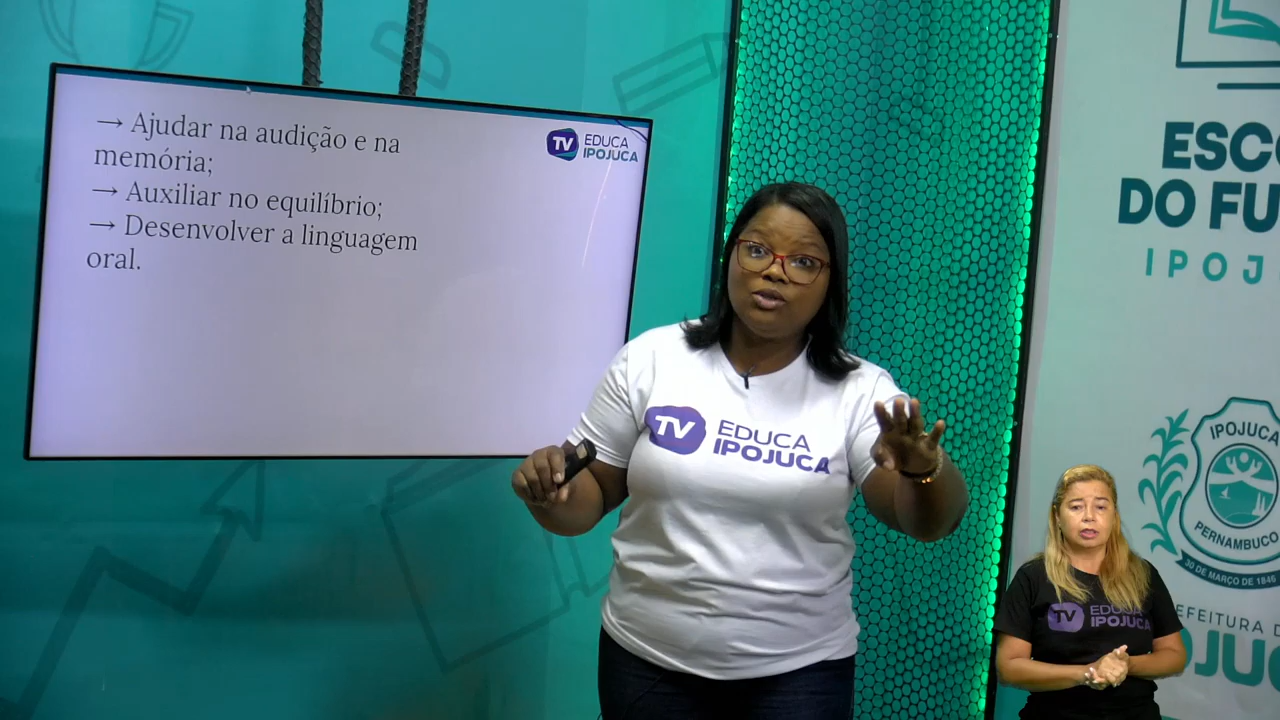 → Ajudar na audição e na
memória;
→ Auxiliar no equilíbrio;
→ Desenvolver a linguagem
oral.
TV EDUCA
IPOJUCA
TV EDUCA
IPOJUCA
ESCO
DO FU
IPOJ
IPOJUCA
PERNAMBUCO
30 DE MARÇO DE 1846
EFEITURA D
OJUC
TV EDUCA
IPOJUCA